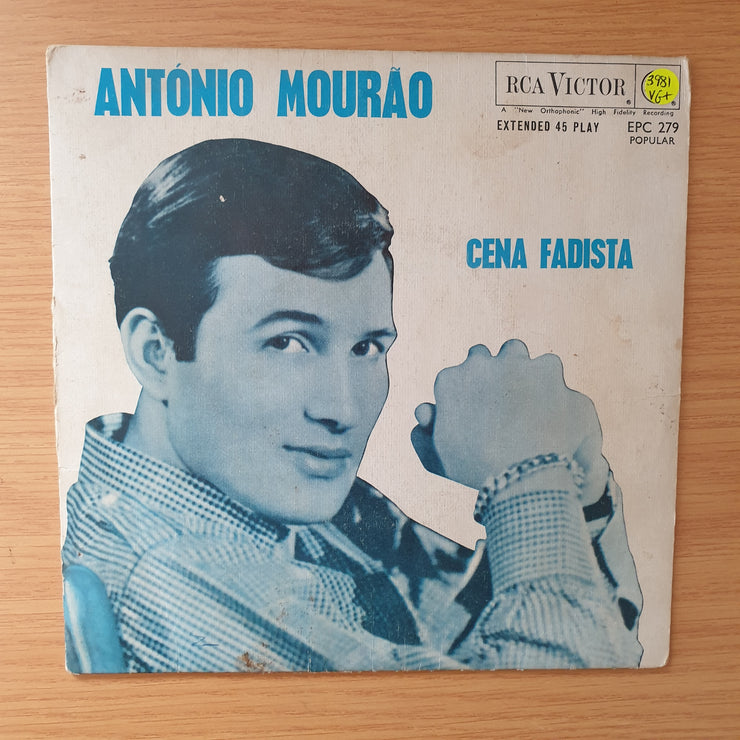 ANTÓNIO MOURÃO
RCA VICTOR
3981
VG+
A "New Orthophonic" High Fidelity Recording
EXTENDED 45 PLAY EPC 279
POPULAR
CENA FADISTA